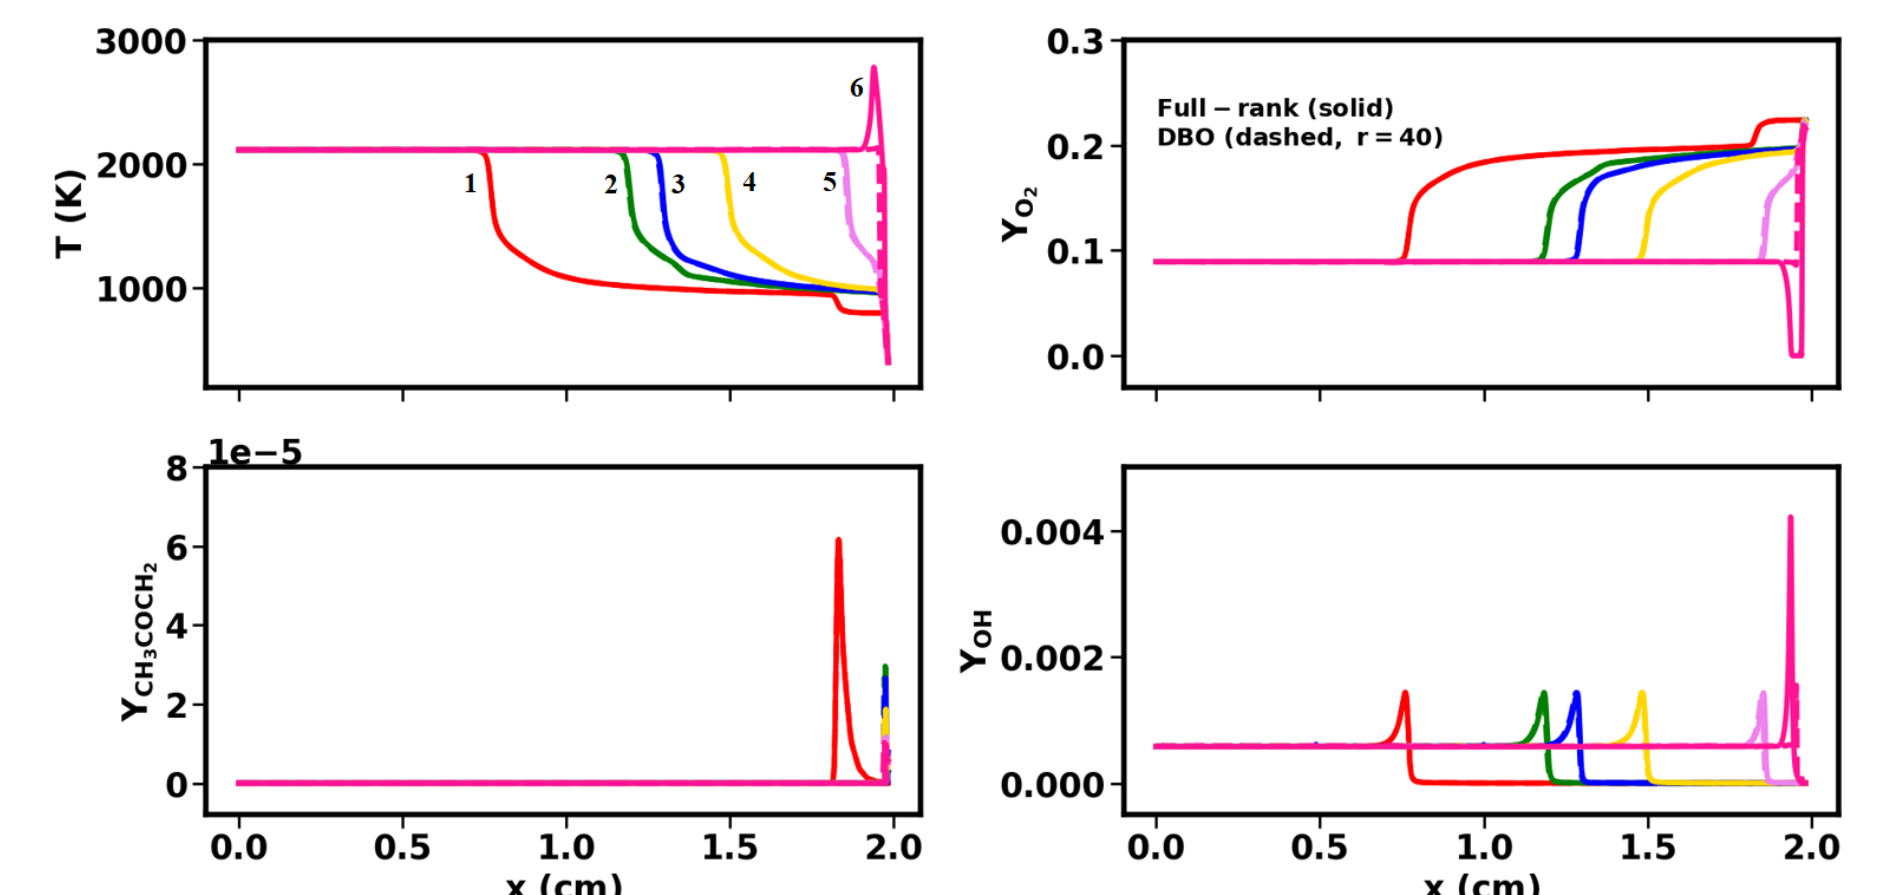 3000
2000
1000
T (K)
1
2
3
4
5
6
0.3
0.2
0.1
0.0
Y_O₂
Full − rank (solid)
DBO (dashed, r = 40)
1e−5
8
6
4
2
0
Y_CH₃COCH₂
0.0 0.5 1.0 1.5 2.0
x (cm)
0.004
0.002
0.000
Y_OH
0.0 0.5 1.0 1.5 2.0
x (cm)